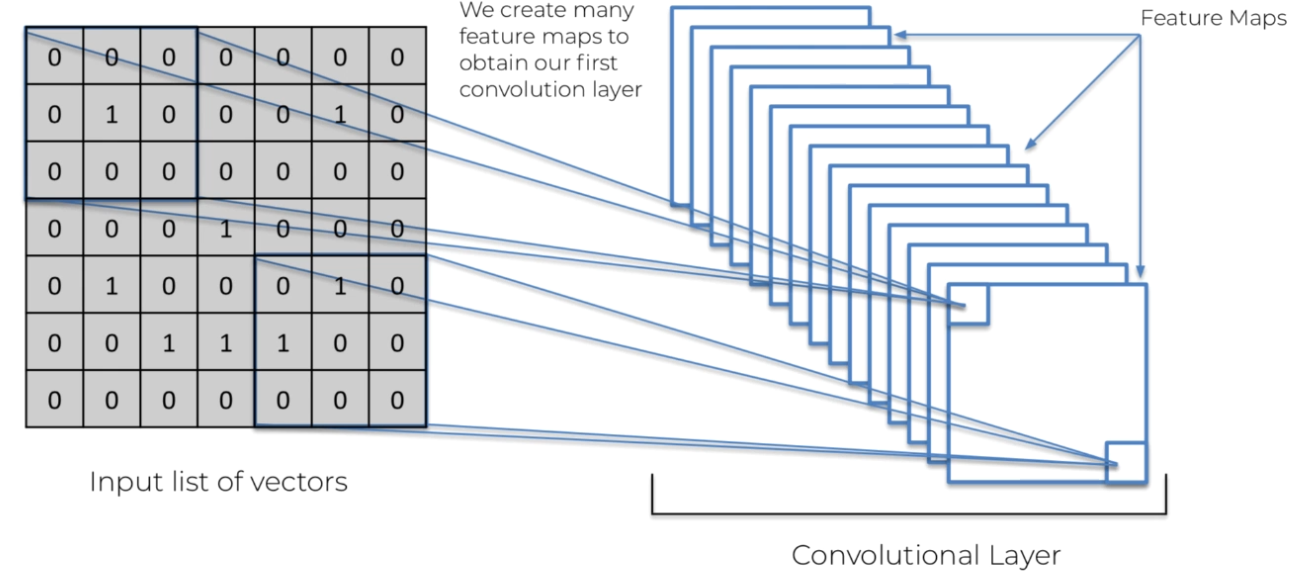 We create many
feature maps to
obtain our first
convolution layer
Feature Maps
0 0 0 0 0 0 0
0 1 0 0 0 1 0
0 0 0 0 0 0 0
0 0 0 1 0 0 0
0 1 0 0 0 1 0
0 0 1 1 1 0 0
0 0 0 0 0 0 0
Input list of vectors
Convolutional Layer